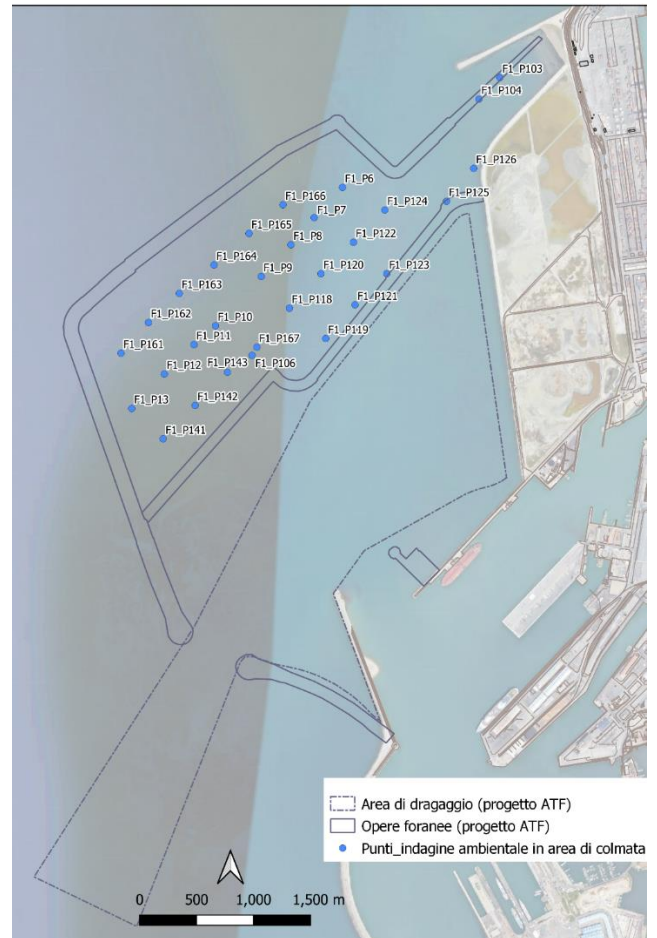 F1_P103
F1_P104
F1_P126
F1_P6
F1_P125
F1_P166
F1_P124
F1_P7
F1_P165
F1_P8
F1_P122
F1_P164
F1_P9
F1_P120
F1_P123
F1_P163
F1_P118
F1_P121
F1_P162
F1_P10
F1_P119
F1_P11
F1_P167
F1_P161
F1_P106
F1_P12
F1_P143
F1_P13
F1_P142
F1_P141
Area di dragaggio (progetto ATF)
Opere foranee (progetto ATF)
Punti_indagine ambientale in area di colmata
0 500 1,000 1,500 m